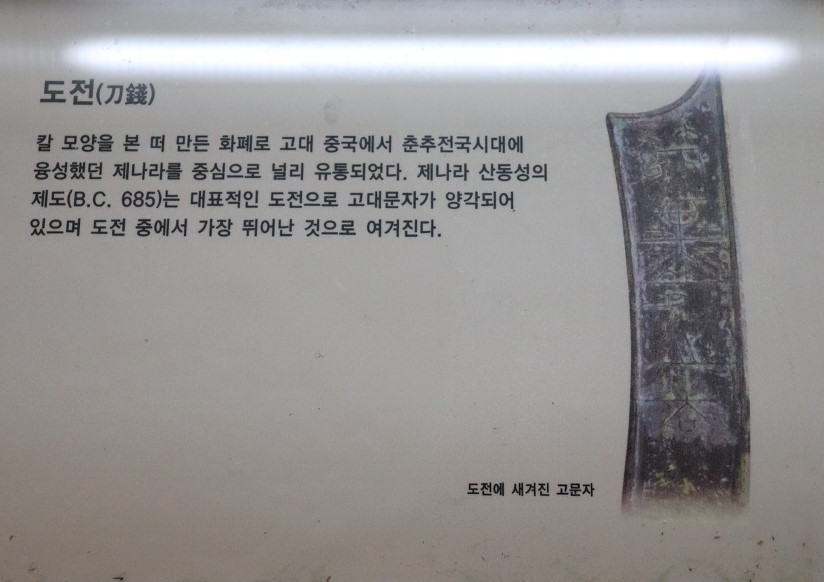 도전(刀錢)
칼 모양을 본 떠 만든 화폐로 고대 중국에서 춘추전국시대에
융성했던 제나라를 중심으로 널리 유통되었다. 제나라 산동성의
제도(B.C. 685)는 대표적인 도전으로 고대문자가 양각되어
있으며 도전 중에서 가장 뛰어난 것으로 여겨진다.
도전에 새겨진 고문자